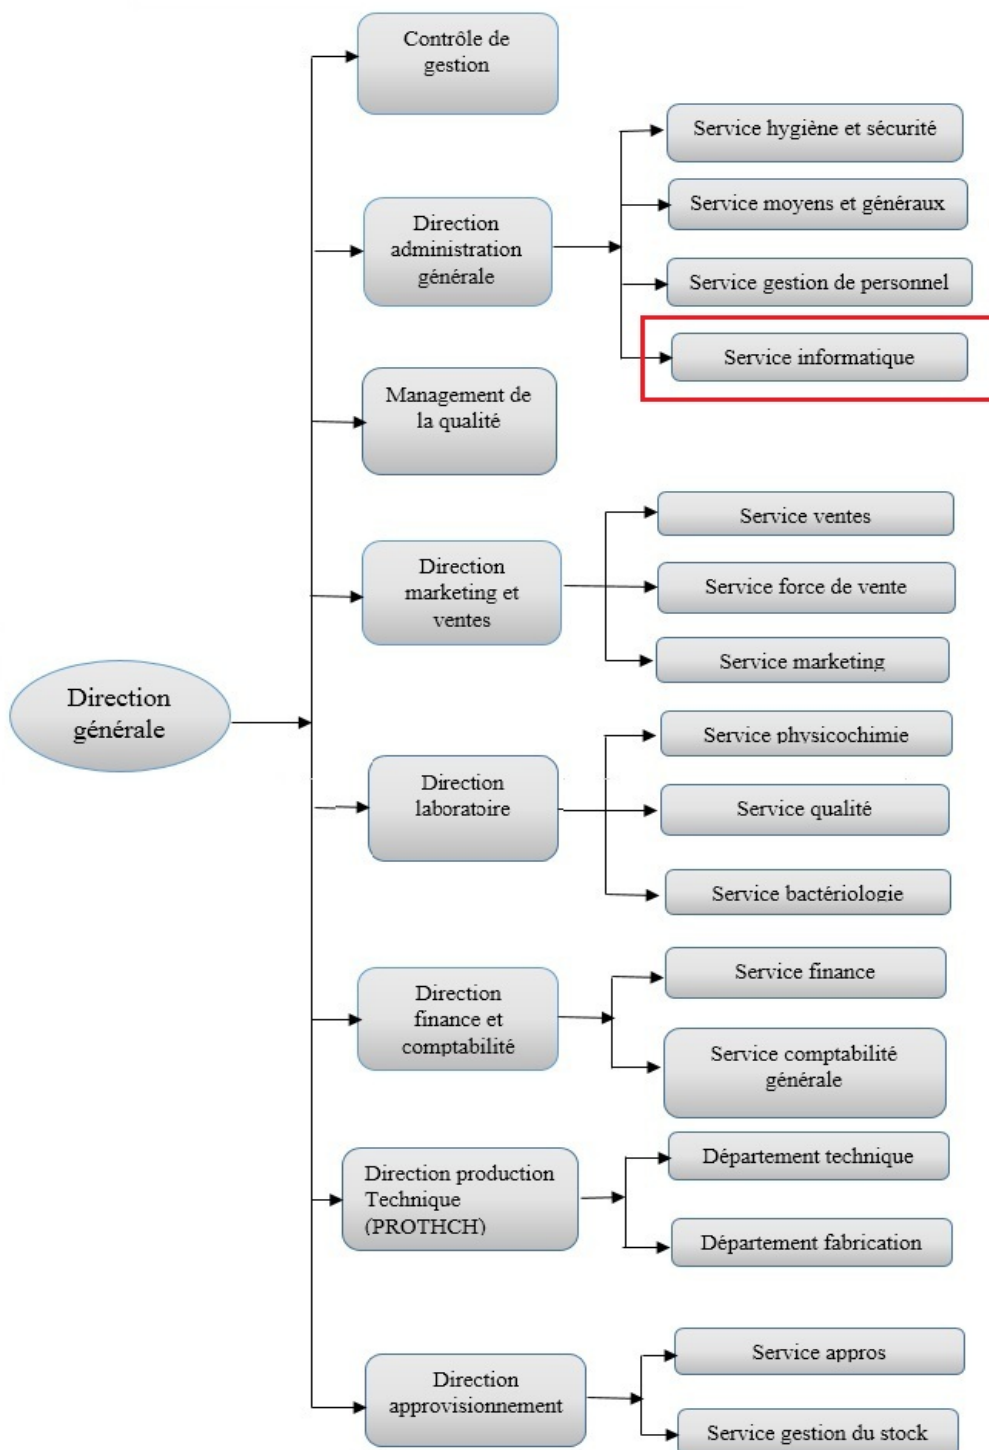 Contrôle de
gestion
Service hygiène et sécurité
Service moyens et généraux
Direction
administration
générale
Service gestion de personnel
Service informatique
Management de
la qualité
Service ventes
Direction
marketing et
ventes
Service force de vente
Service marketing
Direction
générale
Service physicochimie
Direction
laboratoire
Service qualité
Service bactériologie
Service finance
Direction
finance et
comptabilité
Service comptabilité
générale
Département technique
Direction production
Technique
(PROTHCH)
Département fabrication
Service appros
Direction
approvisionnement
Service gestion du stock